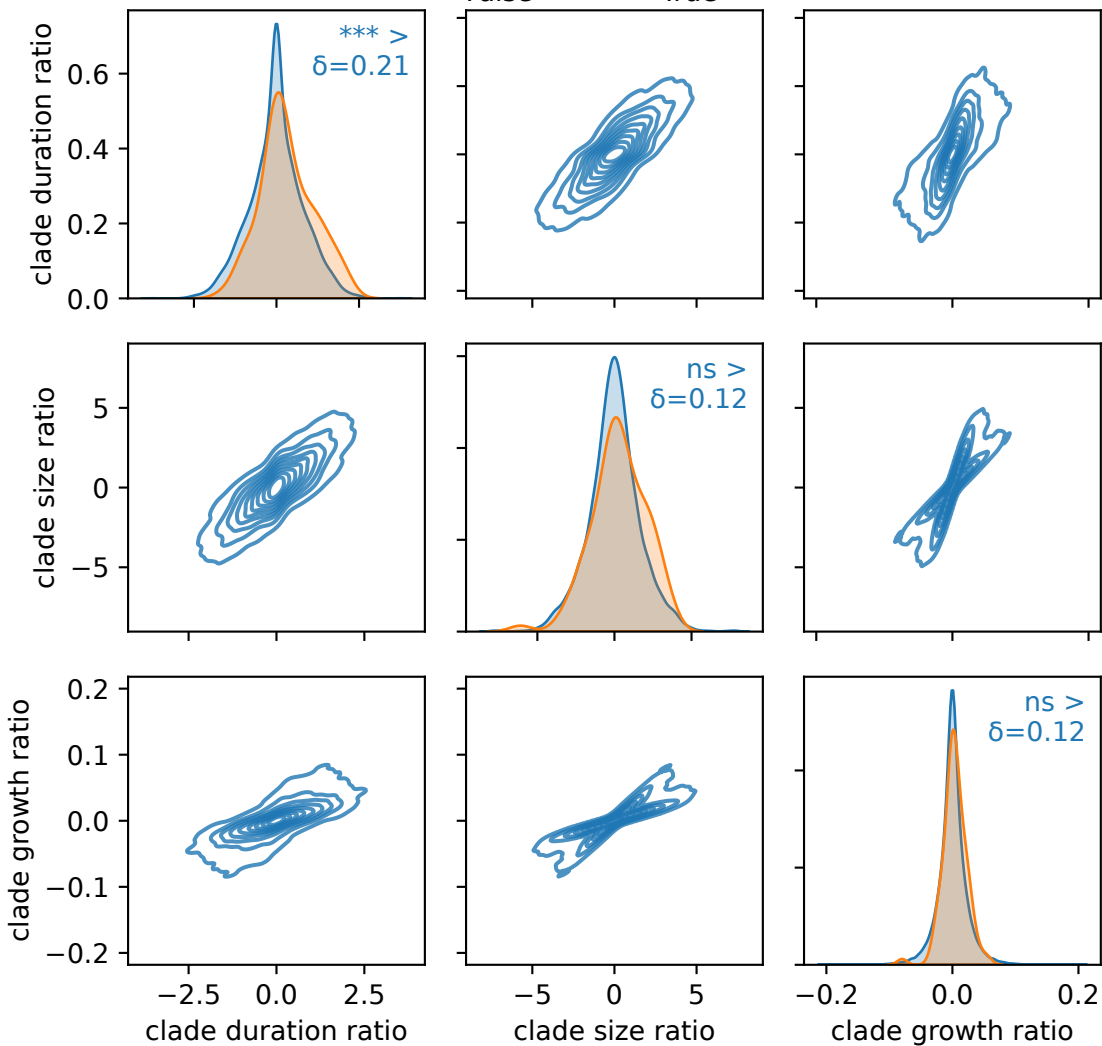 False True
clade duration ratio
0.6
0.4
0.2
0.0
*** >
δ=0.21
clade size ratio
5
0
−5
ns >
δ=0.12
clade growth ratio
0.2
0.1
0.0
−0.1
−0.2
ns >
δ=0.12
−2.5 0.0 2.5
−5 0 5
−0.2 0.0 0.2
clade duration ratio
clade size ratio
clade growth ratio